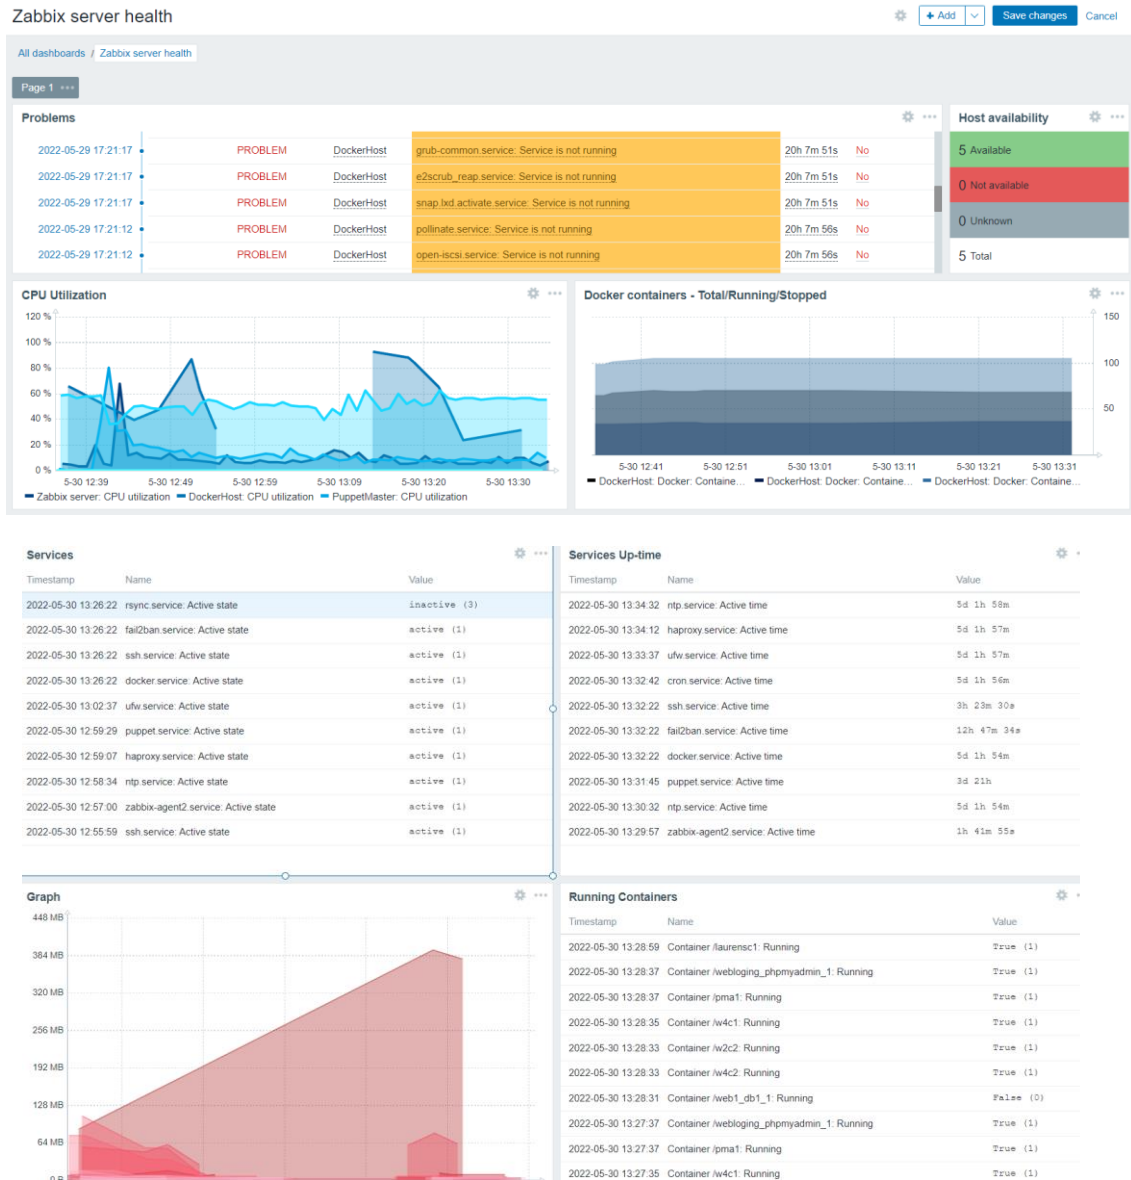 Zabbix server health
+ Add
Save changes
Cancel
All dashboards / Zabbix server health
Page 1
Problems
2022-05-29 17:21:17 PROBLEM DockerHost grub-common.service: Service is not running 20h 7m 51s No
2022-05-29 17:21:17 PROBLEM DockerHost e2scrub_reap.service: Service is not running 20h 7m 51s No
2022-05-29 17:21:17 PROBLEM DockerHost snap.lxd.activate.service: Service is not running 20h 7m 51s No
2022-05-29 17:21:12 PROBLEM DockerHost pollinate.service: Service is not running 20h 7m 56s No
2022-05-29 17:21:12 PROBLEM DockerHost open-iscsi.service: Service is not running 20h 7m 56s No
Host availability
5 Available
0 Not available
0 Unknown
5 Total
CPU Utilization
120 %
100 %
80 %
60 %
40 %
20 %
0 %
5-30 12:39 5-30 12:49 5-30 12:59 5-30 13:09 5-30 13:20 5-30 13:30
Zabbix server: CPU utilization DockerHost: CPU utilization PuppetMaster: CPU utilization
Docker containers - Total/Running/Stopped
150
100
50
5-30 12:41 5-30 12:51 5-30 13:01 5-30 13:11 5-30 13:21 5-30 13:31
DockerHost: Docker: Containe... DockerHost: Docker: Containe... DockerHost: Docker: Containe...
Services
Timestamp Name Value
2022-05-30 13:26:22 rsync.service: Active state inactive (3)
2022-05-30 13:26:22 fail2ban.service: Active state active (1)
2022-05-30 13:26:22 ssh.service: Active state active (1)
2022-05-30 13:26:22 docker.service: Active state active (1)
2022-05-30 13:02:37 ufw.service: Active state active (1)
2022-05-30 12:59:29 puppet.service: Active state active (1)
2022-05-30 12:59:07 haproxy.service: Active state active (1)
2022-05-30 12:58:34 ntp.service: Active state active (1)
2022-05-30 12:57:00 zabbix-agent2.service: Active state active (1)
2022-05-30 12:55:59 ssh.service: Active state active (1)
Services Up-time
Timestamp Name Value
2022-05-30 13:34:32 ntp.service: Active time 5d 1h 58m
2022-05-30 13:34:12 haproxy.service: Active time 5d 1h 57m
2022-05-30 13:33:37 ufw.service: Active time 5d 1h 57m
2022-05-30 13:32:42 cron.service: Active time 5d 1h 56m
2022-05-30 13:32:22 ssh.service: Active time 3h 23m 30s
2022-05-30 13:32:22 fail2ban.service: Active time 12h 47m 34s
2022-05-30 13:32:22 docker.service: Active time 5d 1h 54m
2022-05-30 13:31:45 puppet.service: Active time 3d 21h
2022-05-30 13:30:32 ntp.service: Active time 5d 1h 54m
2022-05-30 13:29:57 zabbix-agent2.service: Active time 1h 41m 55s
Graph
448 MB
384 MB
320 MB
256 MB
192 MB
128 MB
64 MB
0 B
Running Containers
Timestamp Name Value
2022-05-30 13:28:59 Container /laurensc1: Running True (1)
2022-05-30 13:28:37 Container /webloging_phpmyadmin_1: Running True (1)
2022-05-30 13:28:37 Container /pma1: Running True (1)
2022-05-30 13:28:35 Container /w4c1: Running True (1)
2022-05-30 13:28:33 Container /w2c2: Running True (1)
2022-05-30 13:28:33 Container /w4c2: Running True (1)
2022-05-30 13:28:31 Container /web1_db1_1: Running False (0)
2022-05-30 13:27:37 Container /webloging_phpmyadmin_1: Running True (1)
2022-05-30 13:27:37 Container /pma1: Running True (1)
2022-05-30 13:27:35 Container /w4c1: Running True (1)